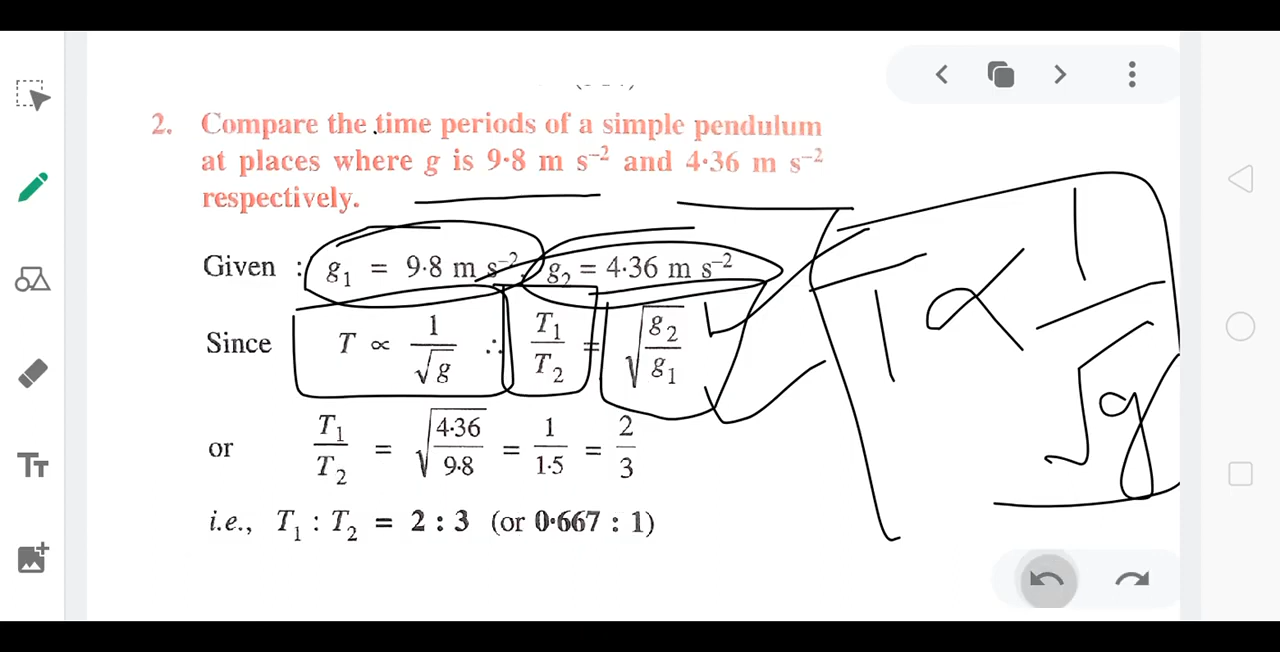 2. Compare the time periods of a simple pendulum
at places where g is 9·8 m s⁻² and 4·36 m s⁻²
respectively.
Given : g₁ = 9·8 m s⁻², g₂ = 4·36 m s⁻²
Since T ∝ 1/√g ∴ T₁/T₂ = √(g₂/g₁)
or T₁/T₂ = √(4·36/9·8) = 1/1·5 = 2/3
i.e., T₁ : T₂ = 2 : 3 (or 0·667 : 1)
T ∝ 1/√g
Tт